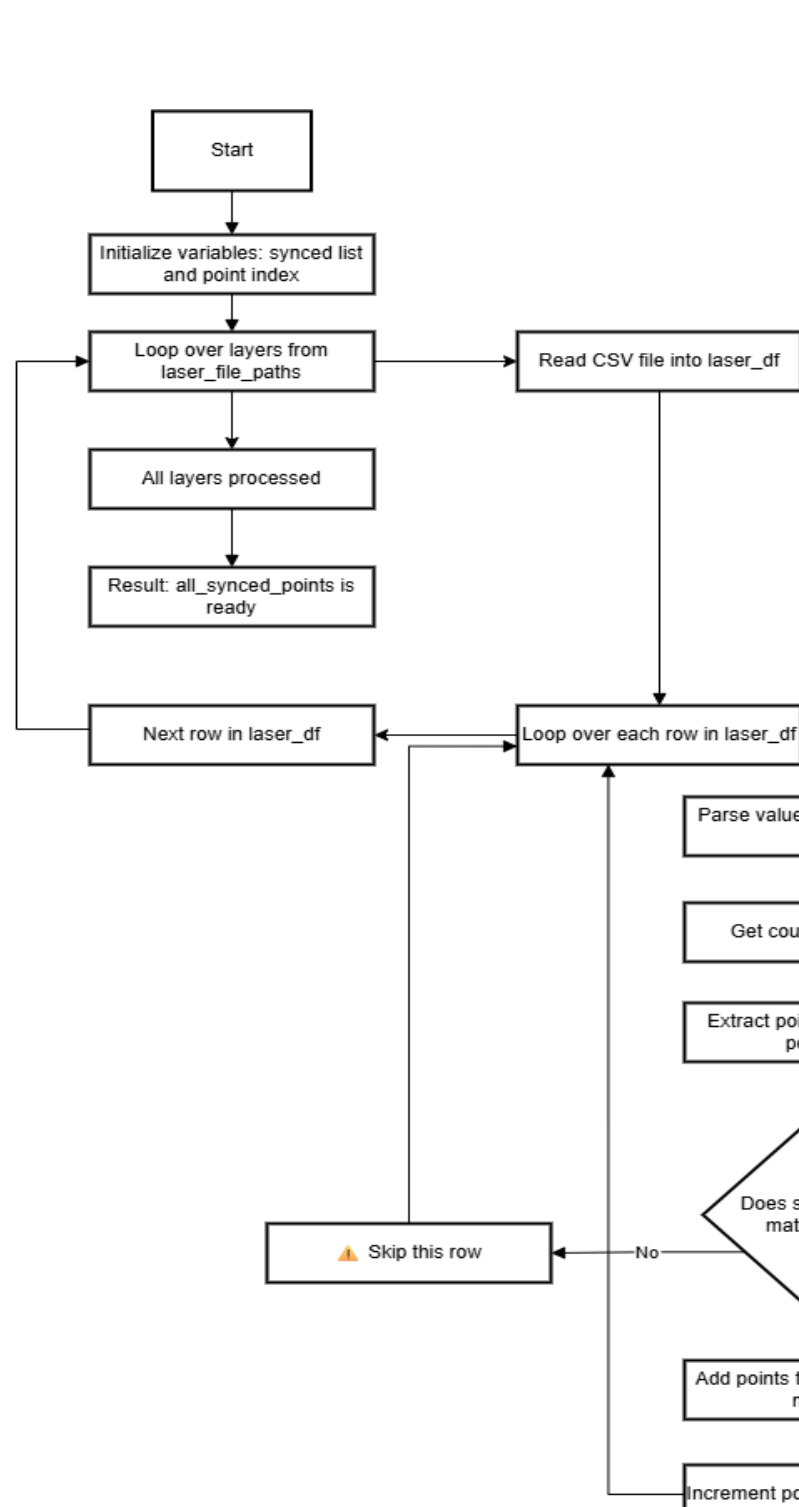 Start
Initialize variables: synced list
and point index
Loop over layers from
laser_file_paths
Read CSV file into laser_df
All layers processed
Result: all_synced_points is
ready
Next row in laser_df
Loop over each row in laser_df
Parse value
Get cou
Extract poi
po
Does s
mat
No
Skip this row
Add points t
Increment po